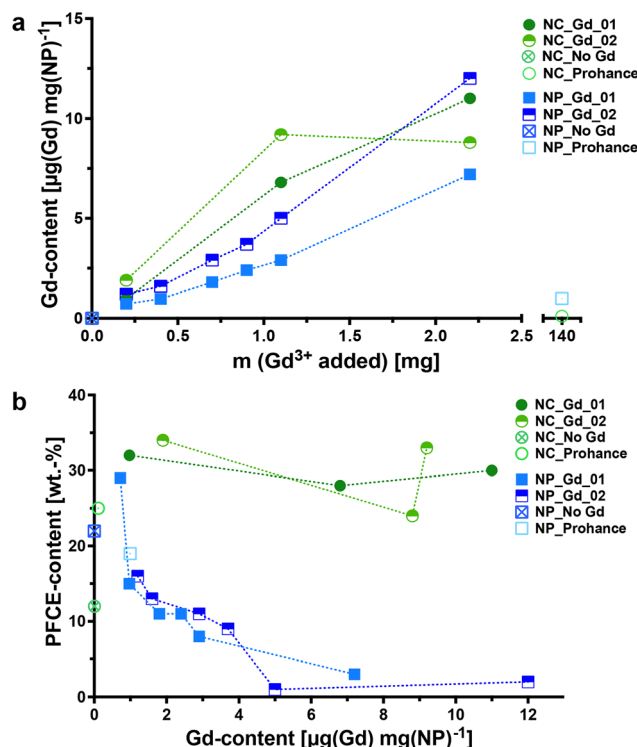 a
15
10
5
0
Gd-content [µg(Gd) mg(NP)⁻¹]
0.0 0.5 1.0 1.5 2.0 2.5 140
m (Gd³⁺ added) [mg]
NC_Gd_01
NC_Gd_02
NC_No Gd
NC_Prohance
NP_Gd_01
NP_Gd_02
NP_No Gd
NP_Prohance
b
40
30
20
10
0
PFCE-content [wt.-%]
0 2 4 6 8 10 12
Gd-content [µg(Gd) mg(NP)⁻¹]
NC_Gd_01
NC_Gd_02
NC_No Gd
NC_Prohance
NP_Gd_01
NP_Gd_02
NP_No Gd
NP_Prohance